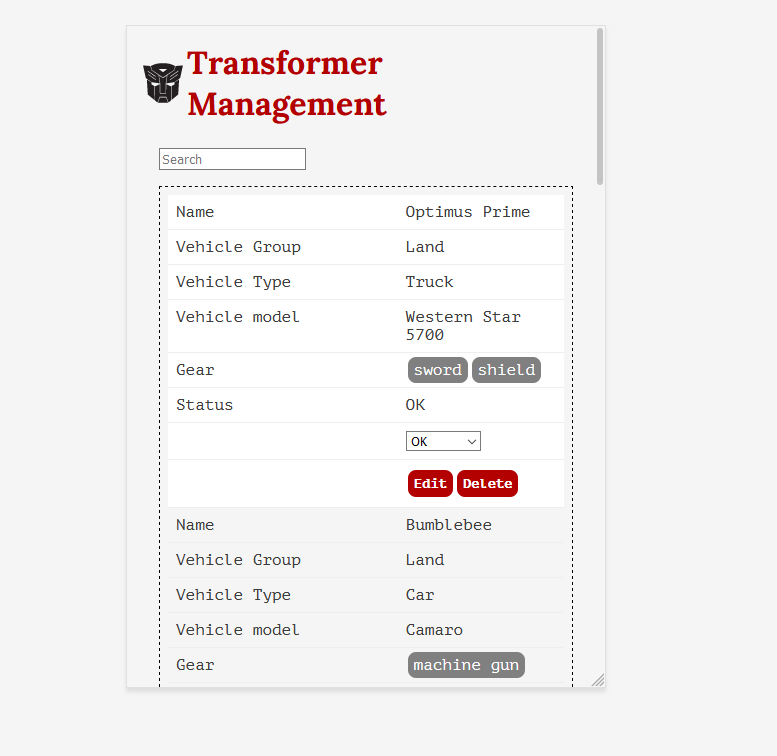 Transformer
Management
Search
Name Optimus Prime
Vehicle Group Land
Vehicle Type Truck
Vehicle model Western Star
5700
Gear sword shield
Status OK
OK
Edit Delete
Name Bumblebee
Vehicle Group Land
Vehicle Type Car
Vehicle model Camaro
Gear machine gun